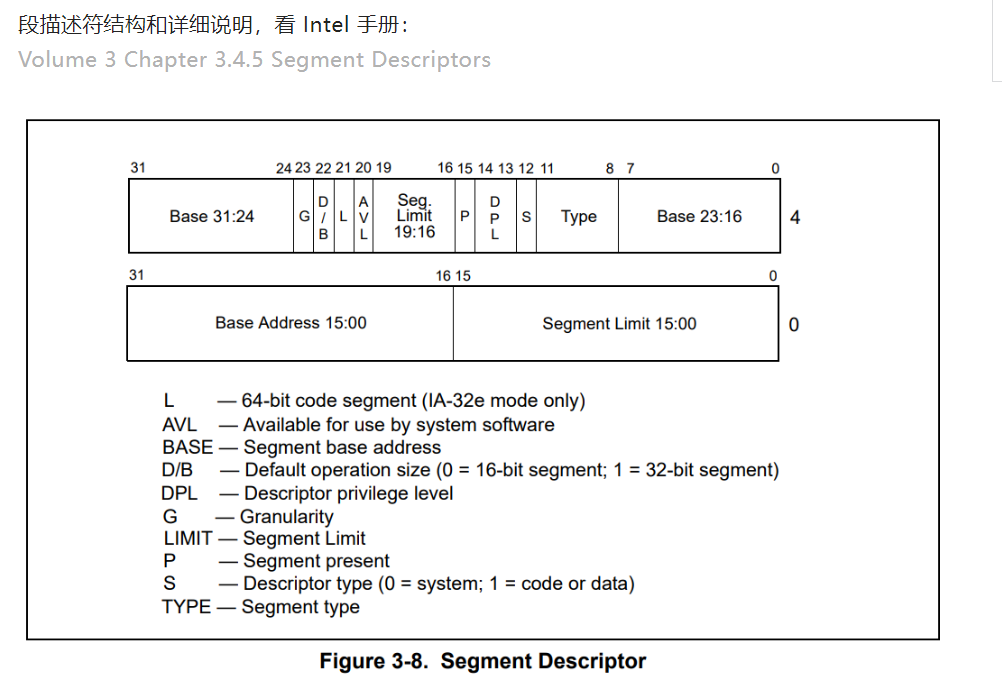 段描述符结构和详细说明，看 Intel 手册：
Volume 3 Chapter 3.4.5 Segment Descriptors
31 24 23 22 21 20 19 16 15 14 13 12 11 8 7 0
Base 31:24 G D/B L AVL Seg. Limit 19:16 P DPL S Type Base 23:16 4
31 16 15 0
Base Address 15:00 Segment Limit 15:00 0
L — 64-bit code segment (IA-32e mode only)
AVL — Available for use by system software
BASE — Segment base address
D/B — Default operation size (0 = 16-bit segment; 1 = 32-bit segment)
DPL — Descriptor privilege level
G — Granularity
LIMIT — Segment Limit
P — Segment present
S — Descriptor type (0 = system; 1 = code or data)
TYPE — Segment type
Figure 3-8. Segment Descriptor